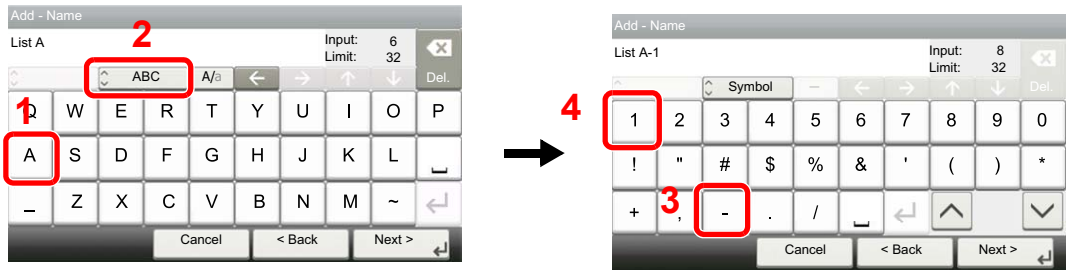 Add - Name
List A
Input: 6
Limit: 32
2
ABC A/a ← → ↑ ↓ Del.
1
Q W E R T Y U I O P
A S D F G H J K L
_ Z X C V B N M ~
Cancel < Back Next >
Add - Name
List A-1
Input: 8
Limit: 32
Symbol ← → ↑ ↓ Del.
4
1 2 3 4 5 6 7 8 9 0
! " # $ % & ' ( ) *
3
+ , - . /
Cancel < Back Next >